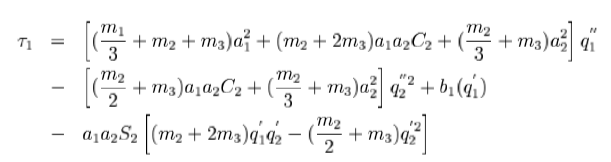 τ₁ = [(m₁/3 + m₂ + m₃)a₁² + (m₂ + 2m₃)a₁a₂C₂ + (m₂/3 + m₃)a₂²] q₁″
− [(m₂/2 + m₃)a₁a₂C₂ + (m₂/3 + m₃)a₂²] q₂″² + b₁(q₁′)
− a₁a₂S₂ [(m₂ + 2m₃)q₁′q₂′ − (m₂/2 + m₃)q₂′²]